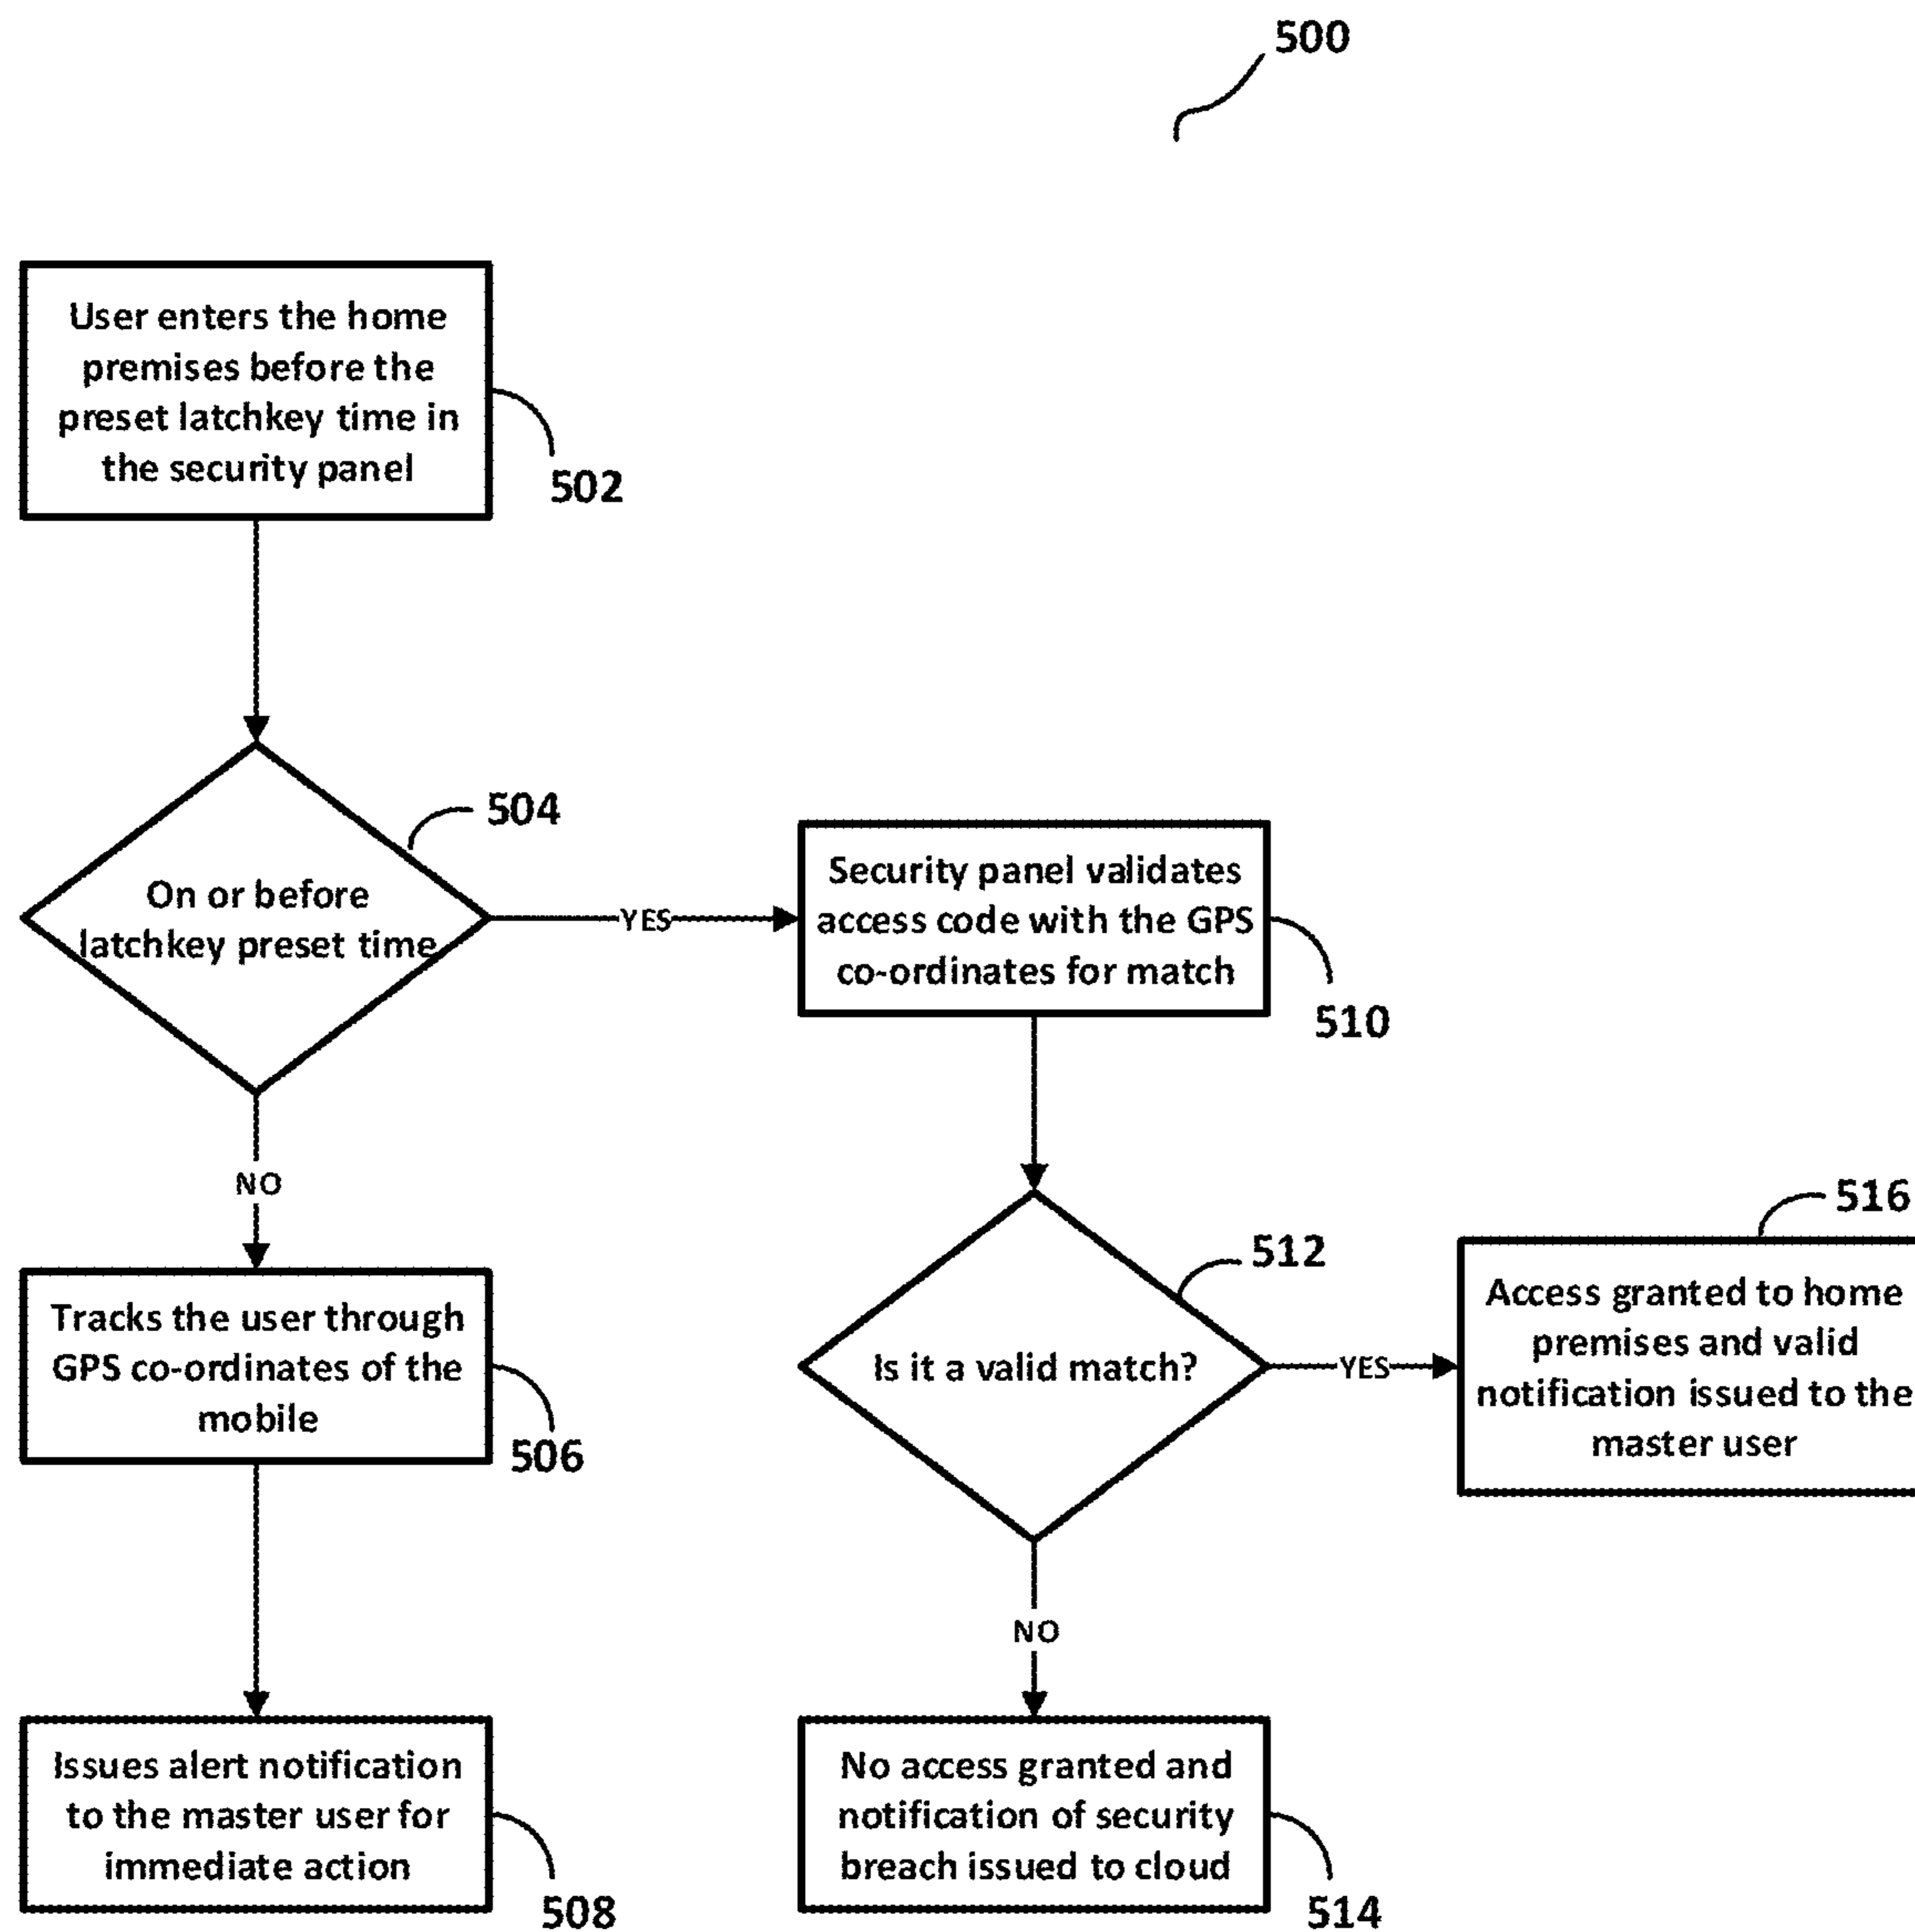 500
User enters the home
premises before the
preset latchkey time in
the security panel
502
504
On or before
latchkey preset time
YES
Security panel validates
access code with the GPS
co-ordinates for match
510
NO
Tracks the user through
GPS co-ordinates of the
mobile
506
512
Is it a valid match?
YES
516
Access granted to home
premises and valid
notification issued to the
master user
NO
Issues alert notification
to the master user for
immediate action
508
No access granted and
notification of security
breach issued to cloud
514